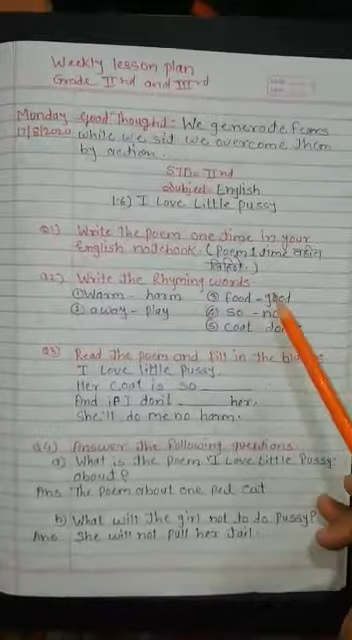 Weekly lesson plan
Grade IInd and IIIrd
Monday Good Thought:- We generate fears
17/8/2020 while we sit we overcome them
by action.
STD- IInd
Subject: English
1.6) I Love Little Pussy
Q1) Write the poem one time in your
English notebook (Poem 1 time वहीत
लिहिणे.)
Q2) Write the Rhyming words.
① Warm - harm ③ food - good
② away - play ④ so - no
⑤ coat
Q3) Read the poem and fill in the
I Love little Pussy.
Her coat is so ______
And if I don't ______ her,
She'll do me no harm.
Q4) Answer the following questions.
a) What is the poem 'I Love Little Pussy'
about?
Ans The Poem about one pet cat
b) What will the girl not to do Pussy?
Ans She will not pull her tail.